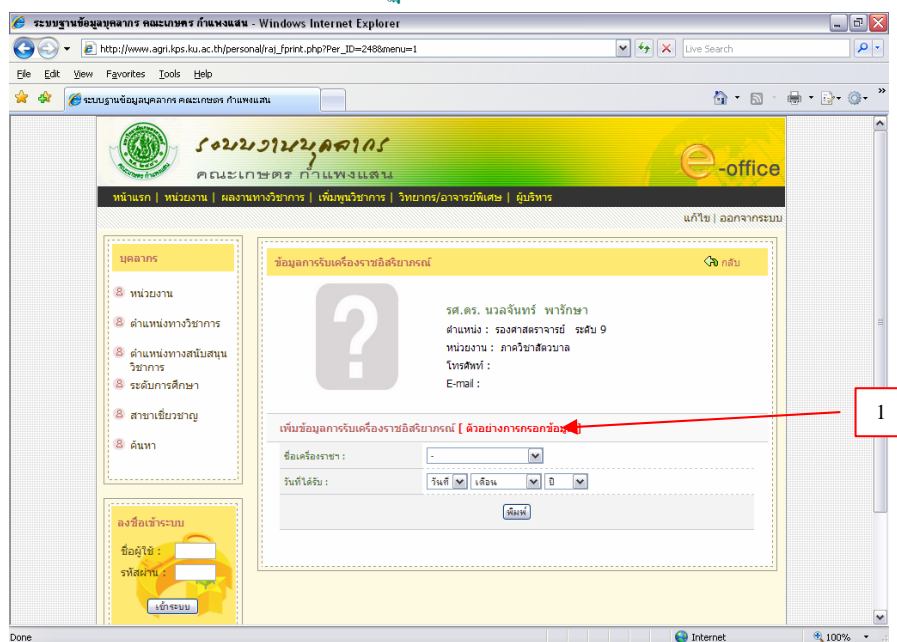 ระบบฐานข้อมูลบุคลากร คณะเกษตร กำแพงแสน - Windows Internet Explorer
http://www.agri.kps.ku.ac.th/personal/raj_fprint.php?Per_ID=248&menu=1
Live Search
File Edit View Favorites Tools Help
ระบบฐานข้อมูลบุคลากร คณะเกษตร กำแพงแสน
ระบบงานบุคลากร
คณะเกษตร กำแพงแสน
e-office
หน้าแรก | หน่วยงาน | ผลงานทางวิชาการ | เพิ่มพูนวิชาการ | วิทยากร/อาจารย์พิเศษ | ผู้บริหาร
แก้ไข | ออกจากระบบ
บุคลากร
หน่วยงาน
ตำแหน่งทางวิชาการ
ตำแหน่งทางสนับสนุน
วิชาการ
ระดับการศึกษา
สาขาเชี่ยวชาญ
ค้นหา
ลงชื่อเข้าระบบ
ชื่อผู้ใช้ :
รหัสผ่าน :
เข้าระบบ
ข้อมูลการรับเครื่องราชอิสริยาภรณ์
กลับ
รศ.ดร. นวลจันทร์ พารักษา
ตำแหน่ง : รองศาสตราจารย์ ระดับ 9
หน่วยงาน : ภาควิชาสัตวบาล
โทรศัพท์ :
E-mail :
เพิ่มข้อมูลการรับเครื่องราชอิสริยาภรณ์ [ ตัวอย่างการกรอกข้อมูล ]
1
ชื่อเครื่องราชฯ : -
วันที่ได้รับ : วันที่ เดือน ปี
พิมพ์
Done
Internet
100%